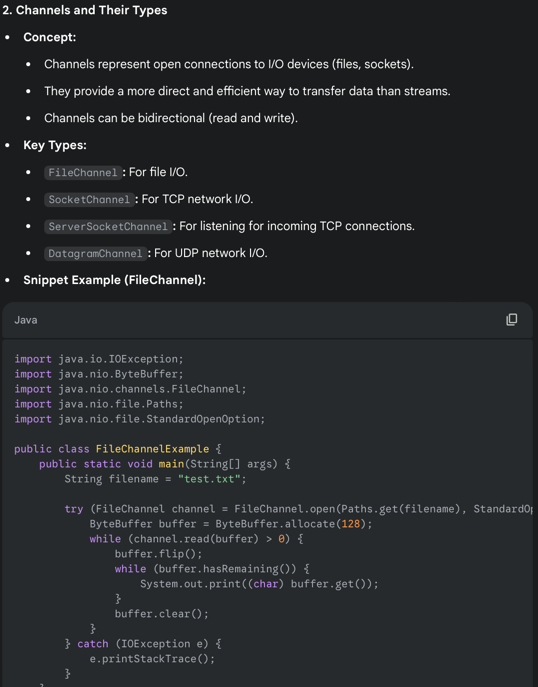 2. Channels and Their Types
• Concept:
• Channels represent open connections to I/O devices (files, sockets).
• They provide a more direct and efficient way to transfer data than streams.
• Channels can be bidirectional (read and write).
• Key Types:
• FileChannel: For file I/O.
• SocketChannel: For TCP network I/O.
• ServerSocketChannel: For listening for incoming TCP connections.
• DatagramChannel: For UDP network I/O.
• Snippet Example (FileChannel):
Java
import java.io.IOException;
import java.nio.ByteBuffer;
import java.nio.channels.FileChannel;
import java.nio.file.Paths;
import java.nio.file.StandardOpenOption;

public class FileChannelExample {
    public static void main(String[] args) {
        String filename = "test.txt";

        try (FileChannel channel = FileChannel.open(Paths.get(filename), StandardOp
            ByteBuffer buffer = ByteBuffer.allocate(128);
            while (channel.read(buffer) > 0) {
                buffer.flip();
                while (buffer.hasRemaining()) {
                    System.out.print((char) buffer.get());
                }
                buffer.clear();
            }
        } catch (IOException e) {
            e.printStackTrace();
        }